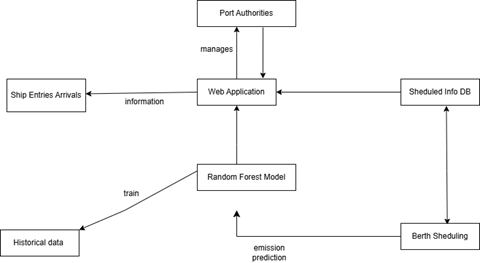 Port Authorities
manages
Ship Entries Arrivals
information
Web Application
Sheduled Info DB
Random Forest Model
train
Historical data
emission
prediction
Berth Sheduling